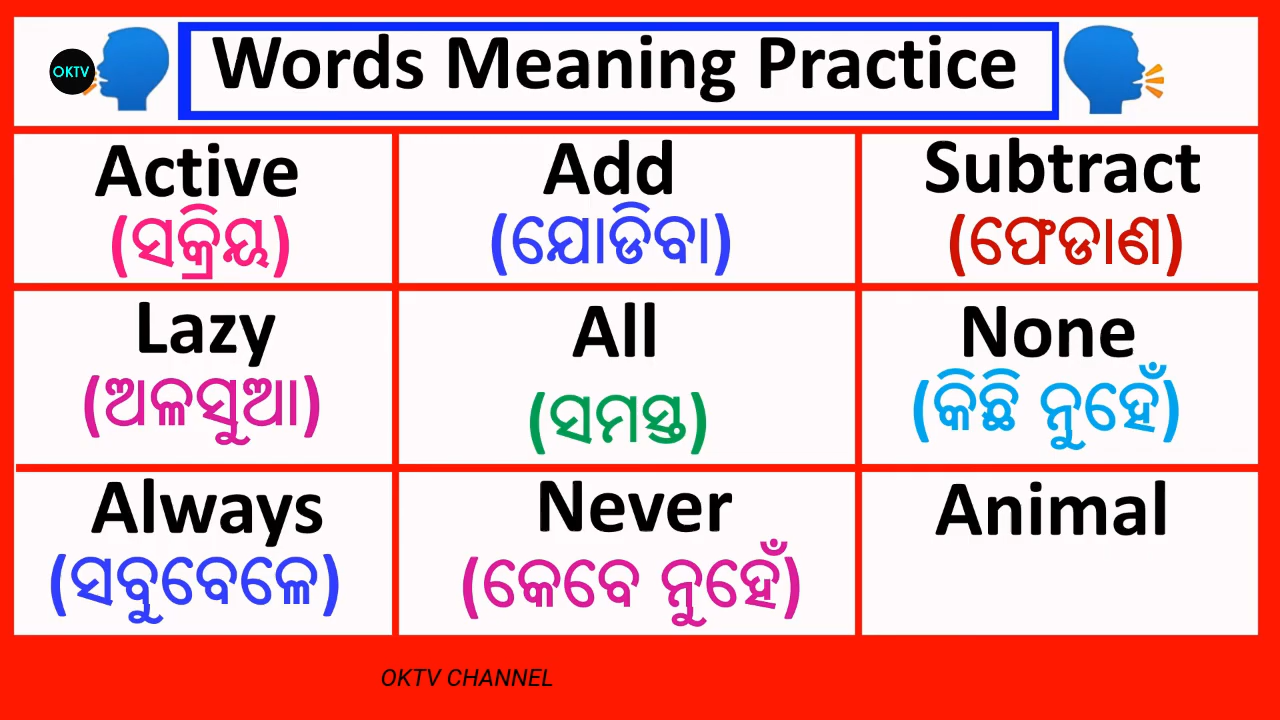 OKTV
Words Meaning Practice
Active
(ସକ୍ରିୟ)
Add
(ଯୋଡିବା)
Subtract
(ଫେଡାଣ)
Lazy
(ଅଳସୁଆ)
All
(ସମସ୍ତ)
None
(କିଛି ନୁହେଁ)
Always
(ସବୁବେଳେ)
Never
(କେବେ ନୁହେଁ)
Animal
OKTV CHANNEL